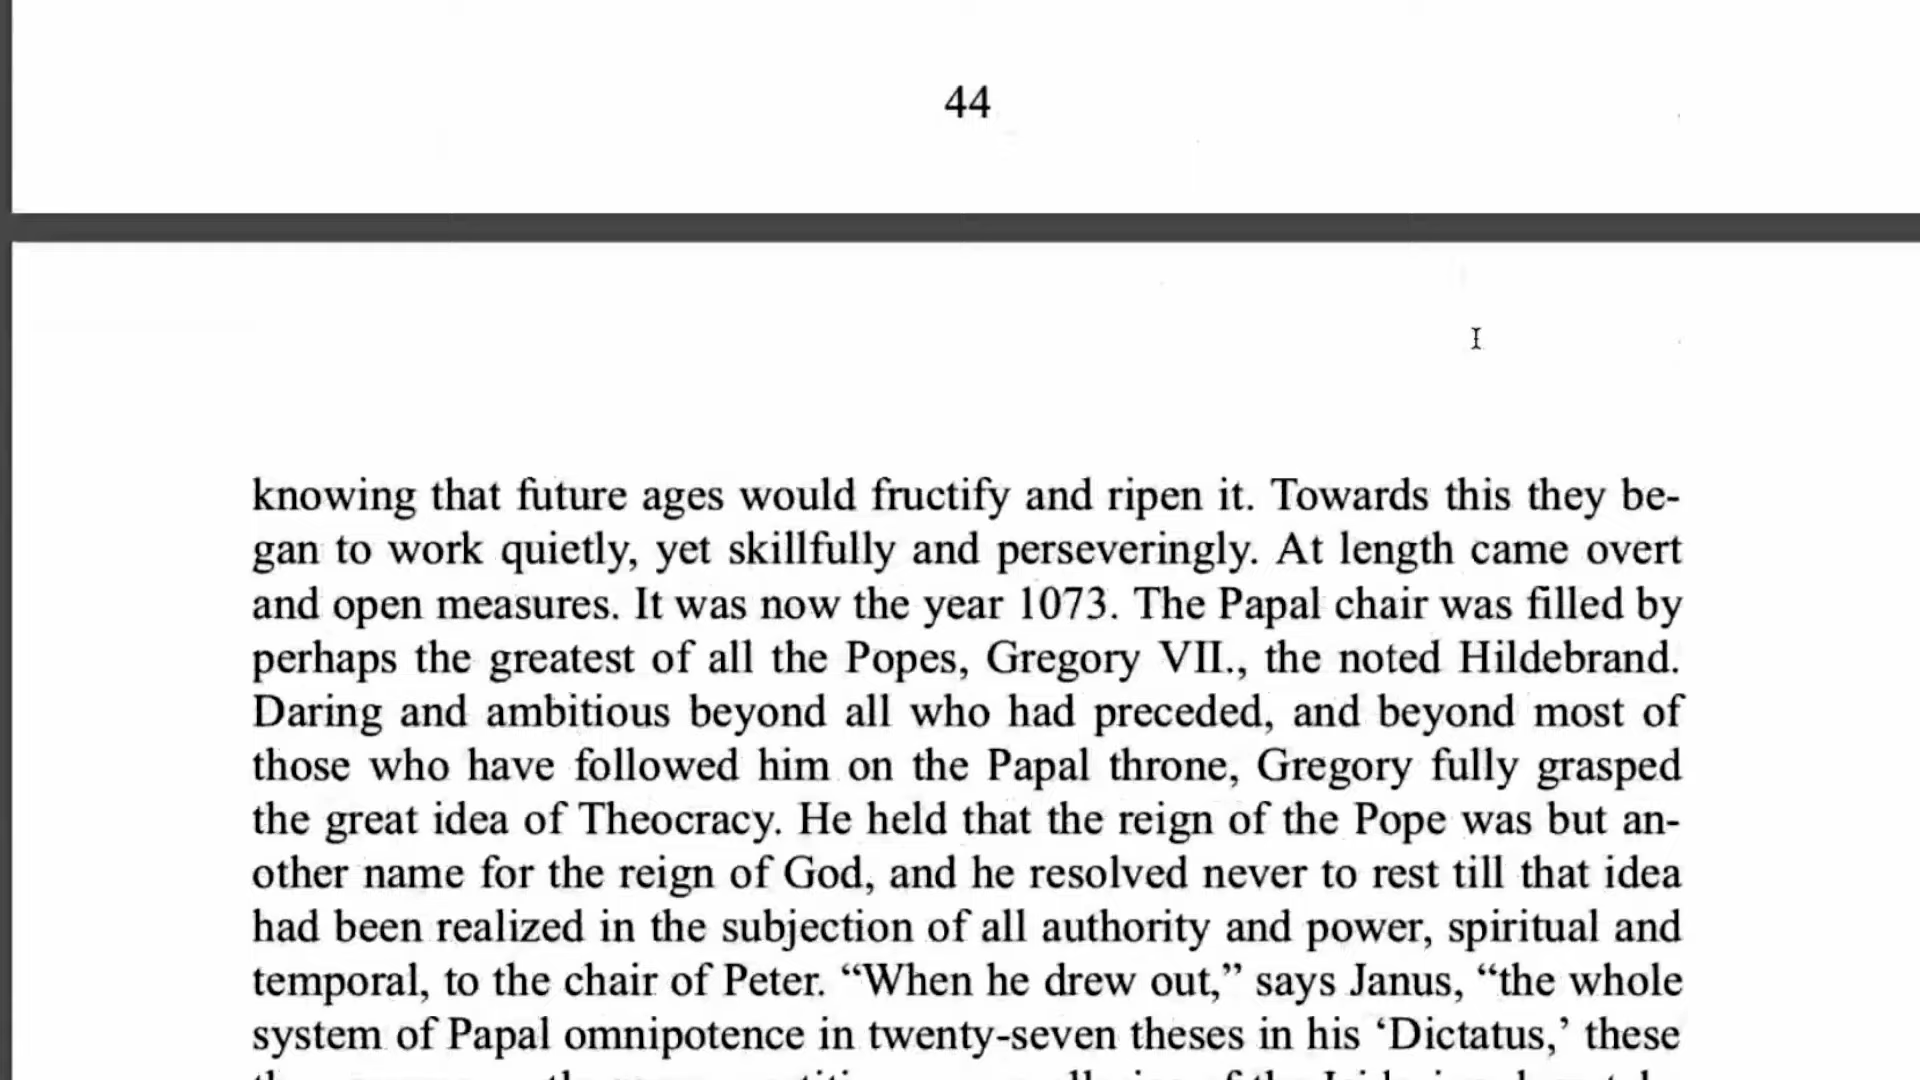 44
knowing that future ages would fructify and ripen it. Towards this they be-
gan to work quietly, yet skillfully and perseveringly. At length came overt
and open measures. It was now the year 1073. The Papal chair was filled by
perhaps the greatest of all the Popes, Gregory VII., the noted Hildebrand.
Daring and ambitious beyond all who had preceded, and beyond most of
those who have followed him on the Papal throne, Gregory fully grasped
the great idea of Theocracy. He held that the reign of the Pope was but an-
other name for the reign of God, and he resolved never to rest till that idea
had been realized in the subjection of all authority and power, spiritual and
temporal, to the chair of Peter. “When he drew out,” says Janus, “the whole
system of Papal omnipotence in twenty-seven theses in his ‘Dictatus,’ these